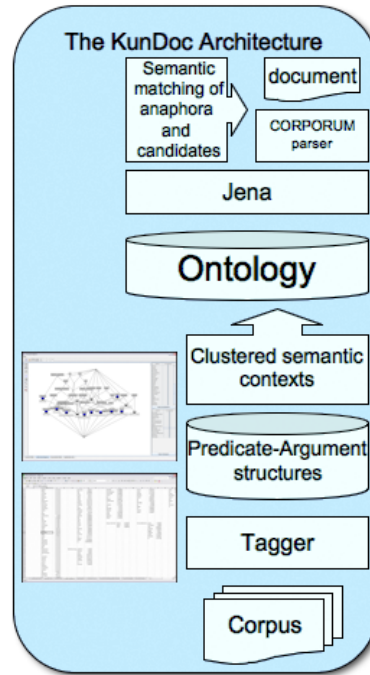 The KunDoc Architecture
Semantic
matching of
anaphora
and
candidates
document
CORPORUM
parser
Jena
Ontology
Clustered semantic
contexts
Predicate-Argument
structures
Tagger
Corpus